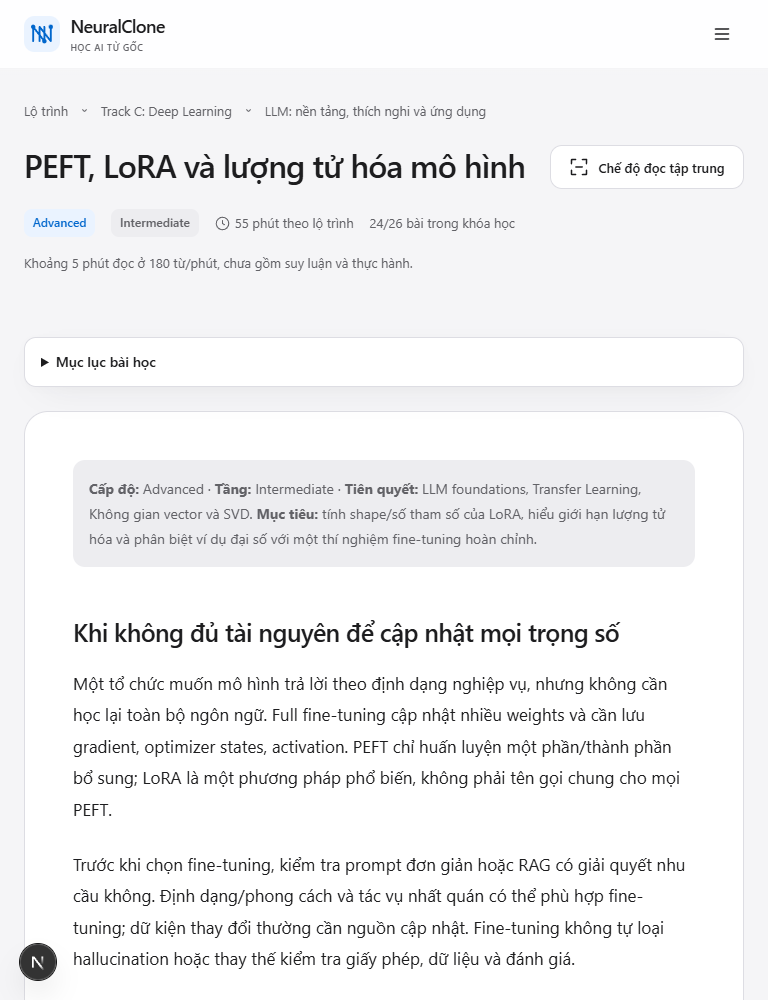 NeuralClone
HỌC AI TỪ GỐC
Lộ trình
Track C: Deep Learning
LLM: nền tảng, thích nghi và ứng dụng
PEFT, LoRA và lượng tử hóa mô hình
Chế độ đọc tập trung
Advanced
Intermediate
55 phút theo lộ trình
24/26 bài trong khóa học
Khoảng 5 phút đọc ở 180 từ/phút, chưa gồm suy luận và thực hành.
Mục lục bài học
Cấp độ: Advanced · Tầng: Intermediate · Tiên quyết: LLM foundations, Transfer Learning,
Không gian vector và SVD. Mục tiêu: tính shape/số tham số của LoRA, hiểu giới hạn lượng tử
hóa và phân biệt ví dụ đại số với một thí nghiệm fine-tuning hoàn chỉnh.
Khi không đủ tài nguyên để cập nhật mọi trọng số
Một tổ chức muốn mô hình trả lời theo định dạng nghiệp vụ, nhưng không cần
học lại toàn bộ ngôn ngữ. Full fine-tuning cập nhật nhiều weights và cần lưu
gradient, optimizer states, activation. PEFT chỉ huấn luyện một phần/thành phần
bổ sung; LoRA là một phương pháp phổ biến, không phải tên gọi chung cho mọi
PEFT.
Trước khi chọn fine-tuning, kiểm tra prompt đơn giản hoặc RAG có giải quyết nhu
cầu không. Định dạng/phong cách và tác vụ nhất quán có thể phù hợp fine-
tuning; dữ kiện thay đổi thường cần nguồn cập nhật. Fine-tuning không tự loại
hallucination hoặc thay thế kiểm tra giấy phép, dữ liệu và đánh giá.
N